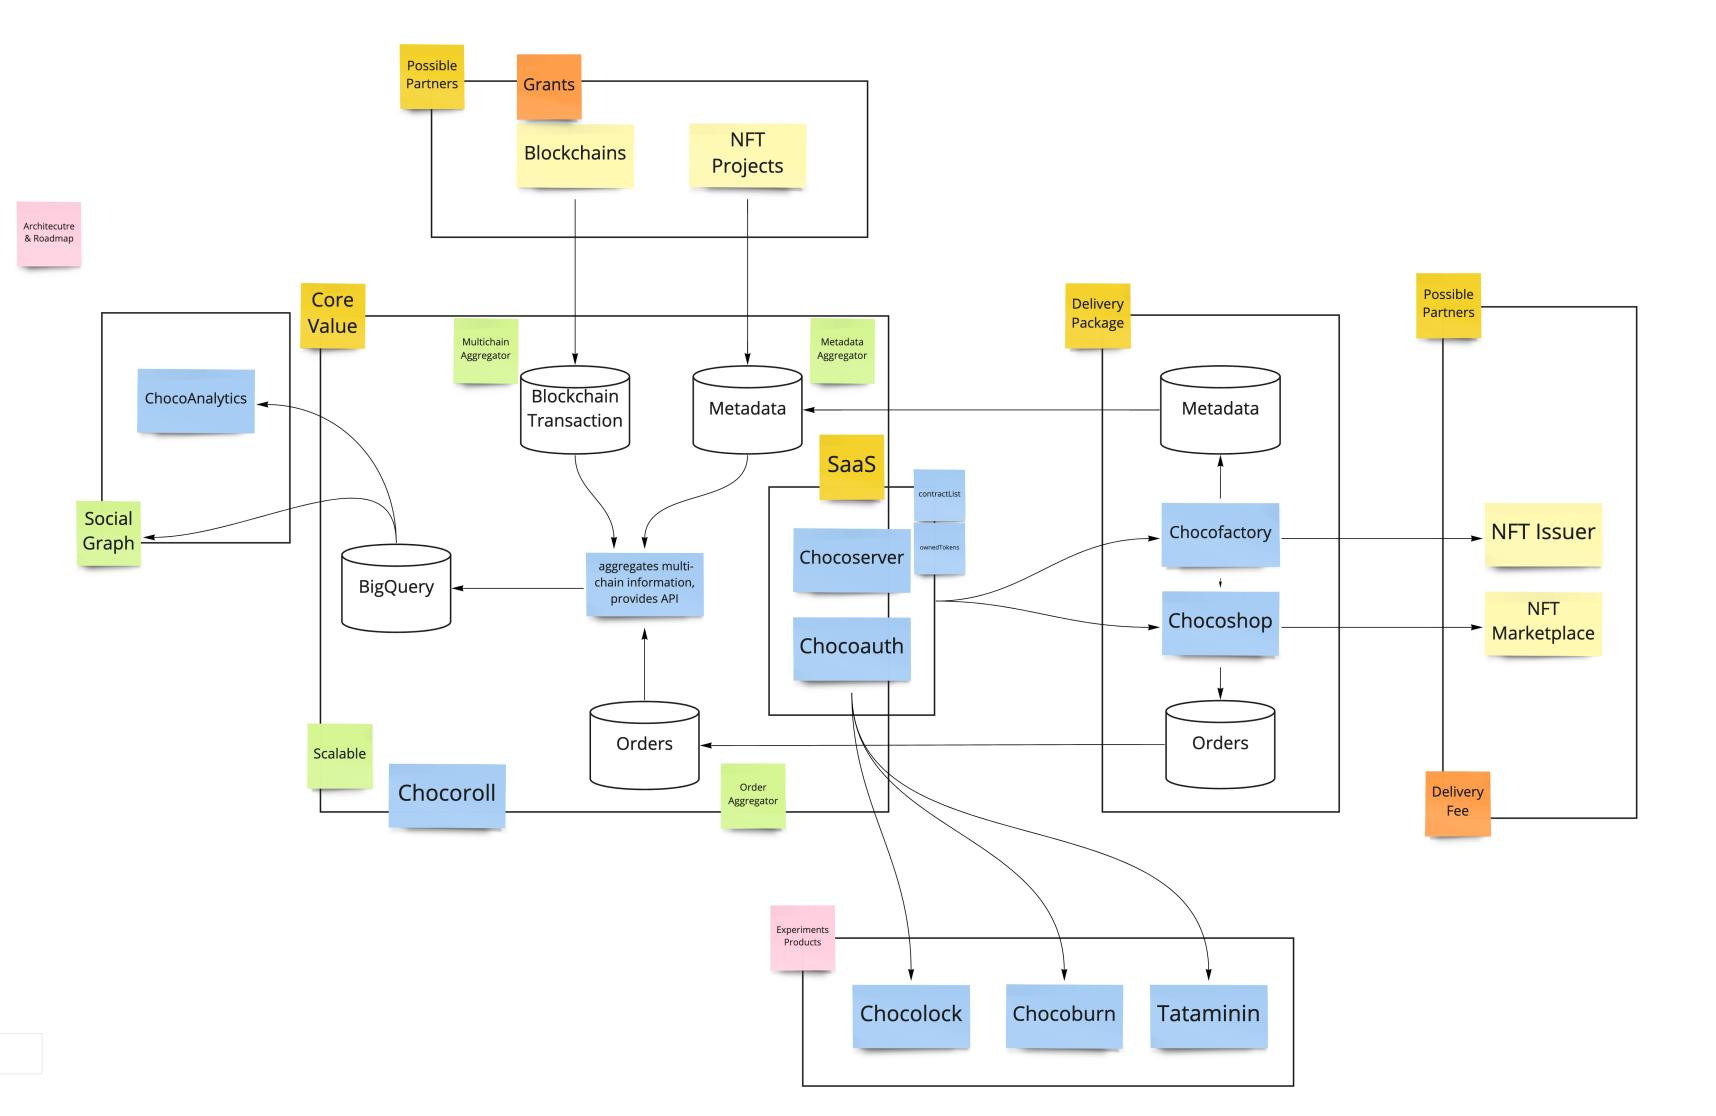 Possible
Partners
Grants
Blockchains
NFT
Projects
Architecutre
& Roadmap
Core
Value
Multichain
Aggregator
Metadata
Aggregator
Delivery
Package
Possible
Partners
ChocoAnalytics
Blockchain
Transaction
Metadata
Metadata
SaaS
contractList
Social
Graph
Chocofactory
NFT Issuer
ownedTokens
Chocoserver
aggregates multi-
chain information,
provides API
BigQuery
Chocoshop
NFT
Marketplace
Chocoauth
Orders
Orders
Scalable
Chocoroll
Order
Aggregator
Delivery
Fee
Experiments
Products
Chocolock
Chocoburn
Tataminin